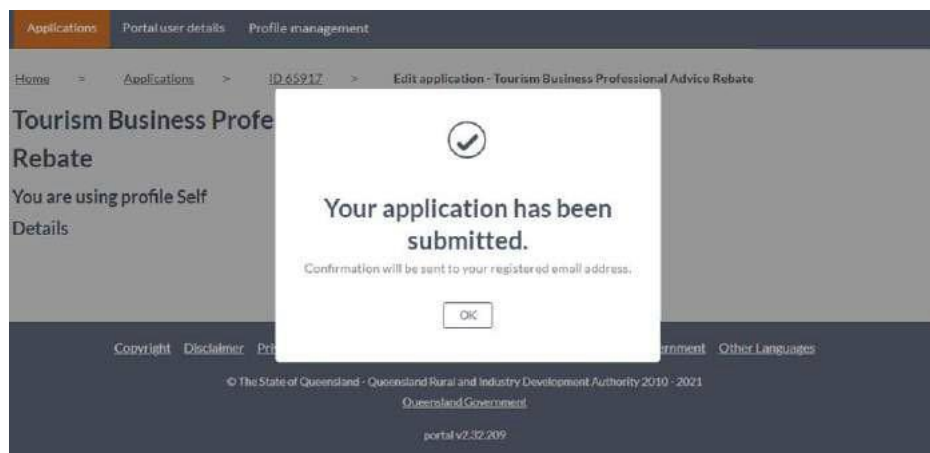 Applications Portal user details Profile management
Home > Applications > ID 65917 > Edit application - Tourism Business Professional Advice Rebate
Tourism Business Profe
Rebate
You are using profile Self
Details
Your application has been
submitted.
Confirmation will be sent to your registered email address.
OK
Copyright Disclaimer Pri ernment Other Languages
© The State of Queensland - Queensland Rural and Industry Development Authority 2010 - 2021
Queensland Government
portal v2.32.209